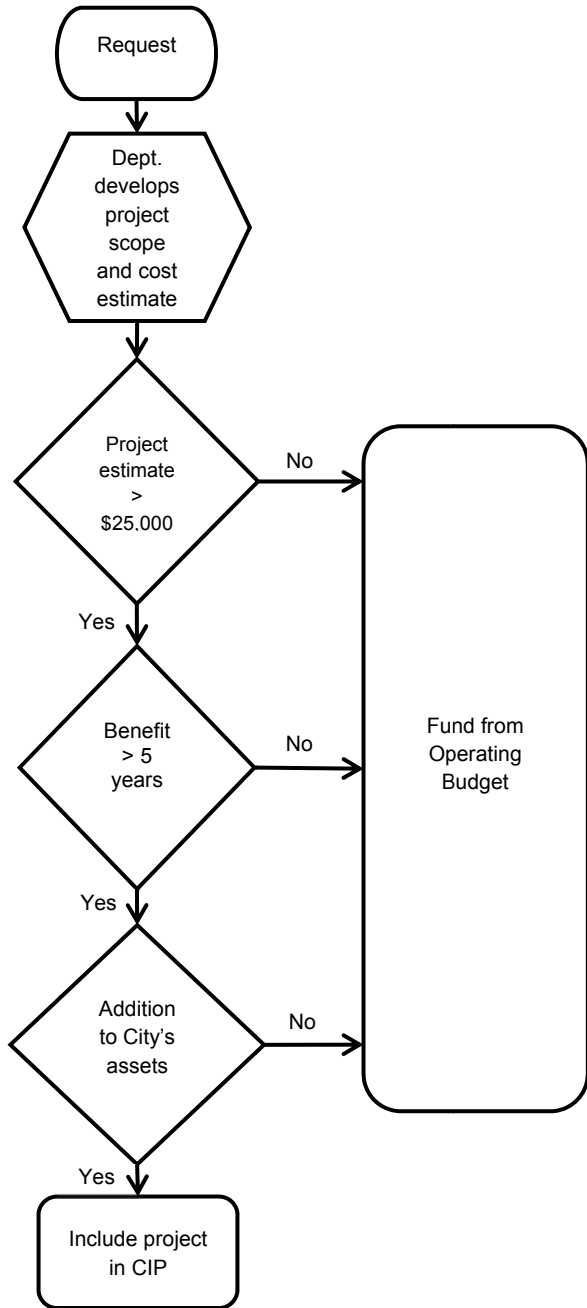 Request
Dept.
develops
project
scope
and cost
estimate
Project
estimate
>
$25,000
No
Yes
Benefit
> 5
years
No
Fund from
Operating
Budget
Yes
Addition
to City’s
assets
No
Yes
Include project
in CIP